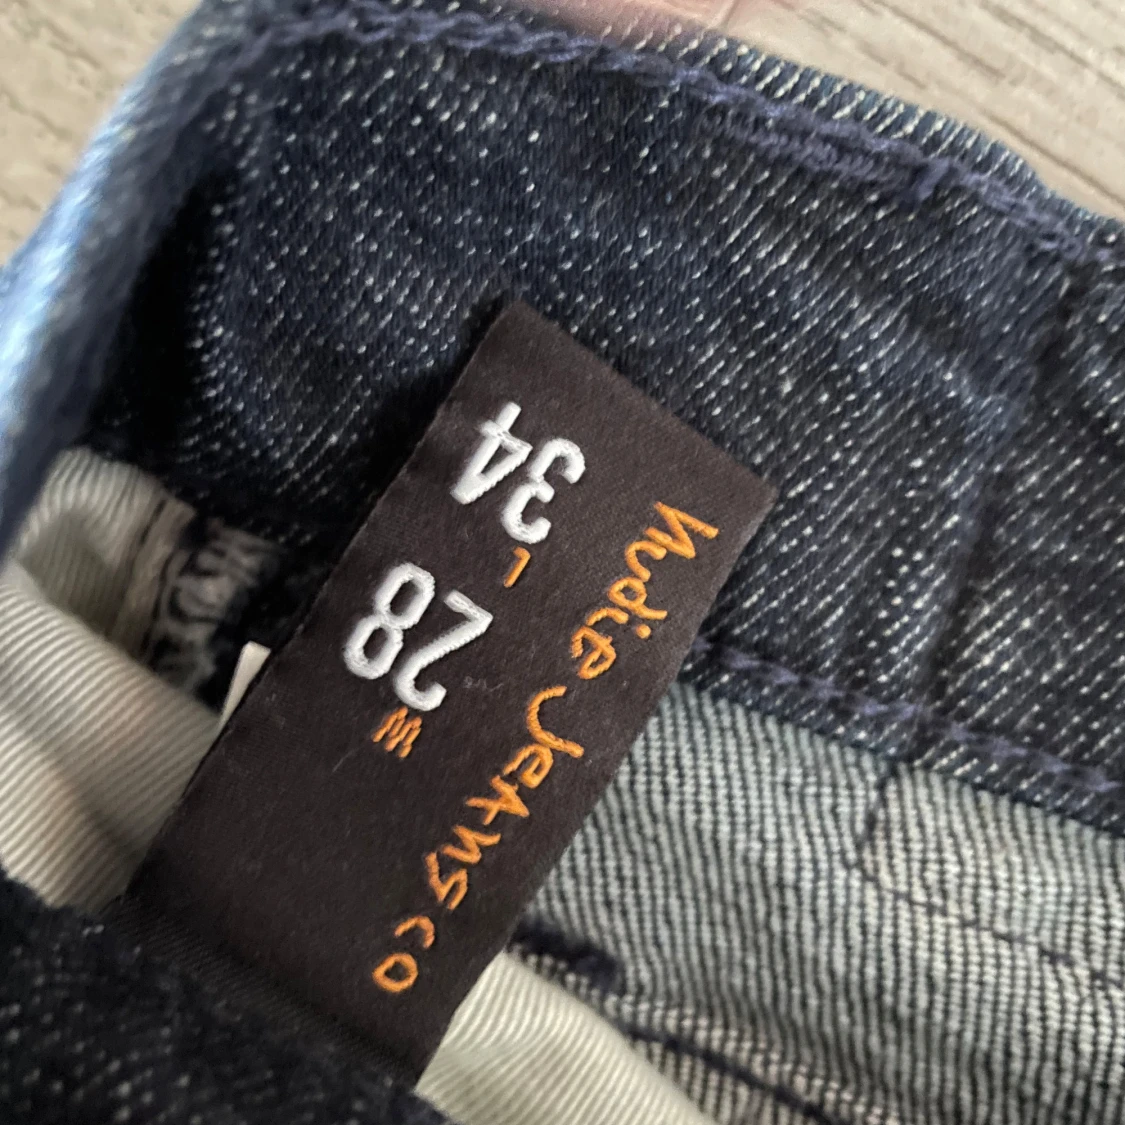 Nudie JeANS co
W 28 L 34